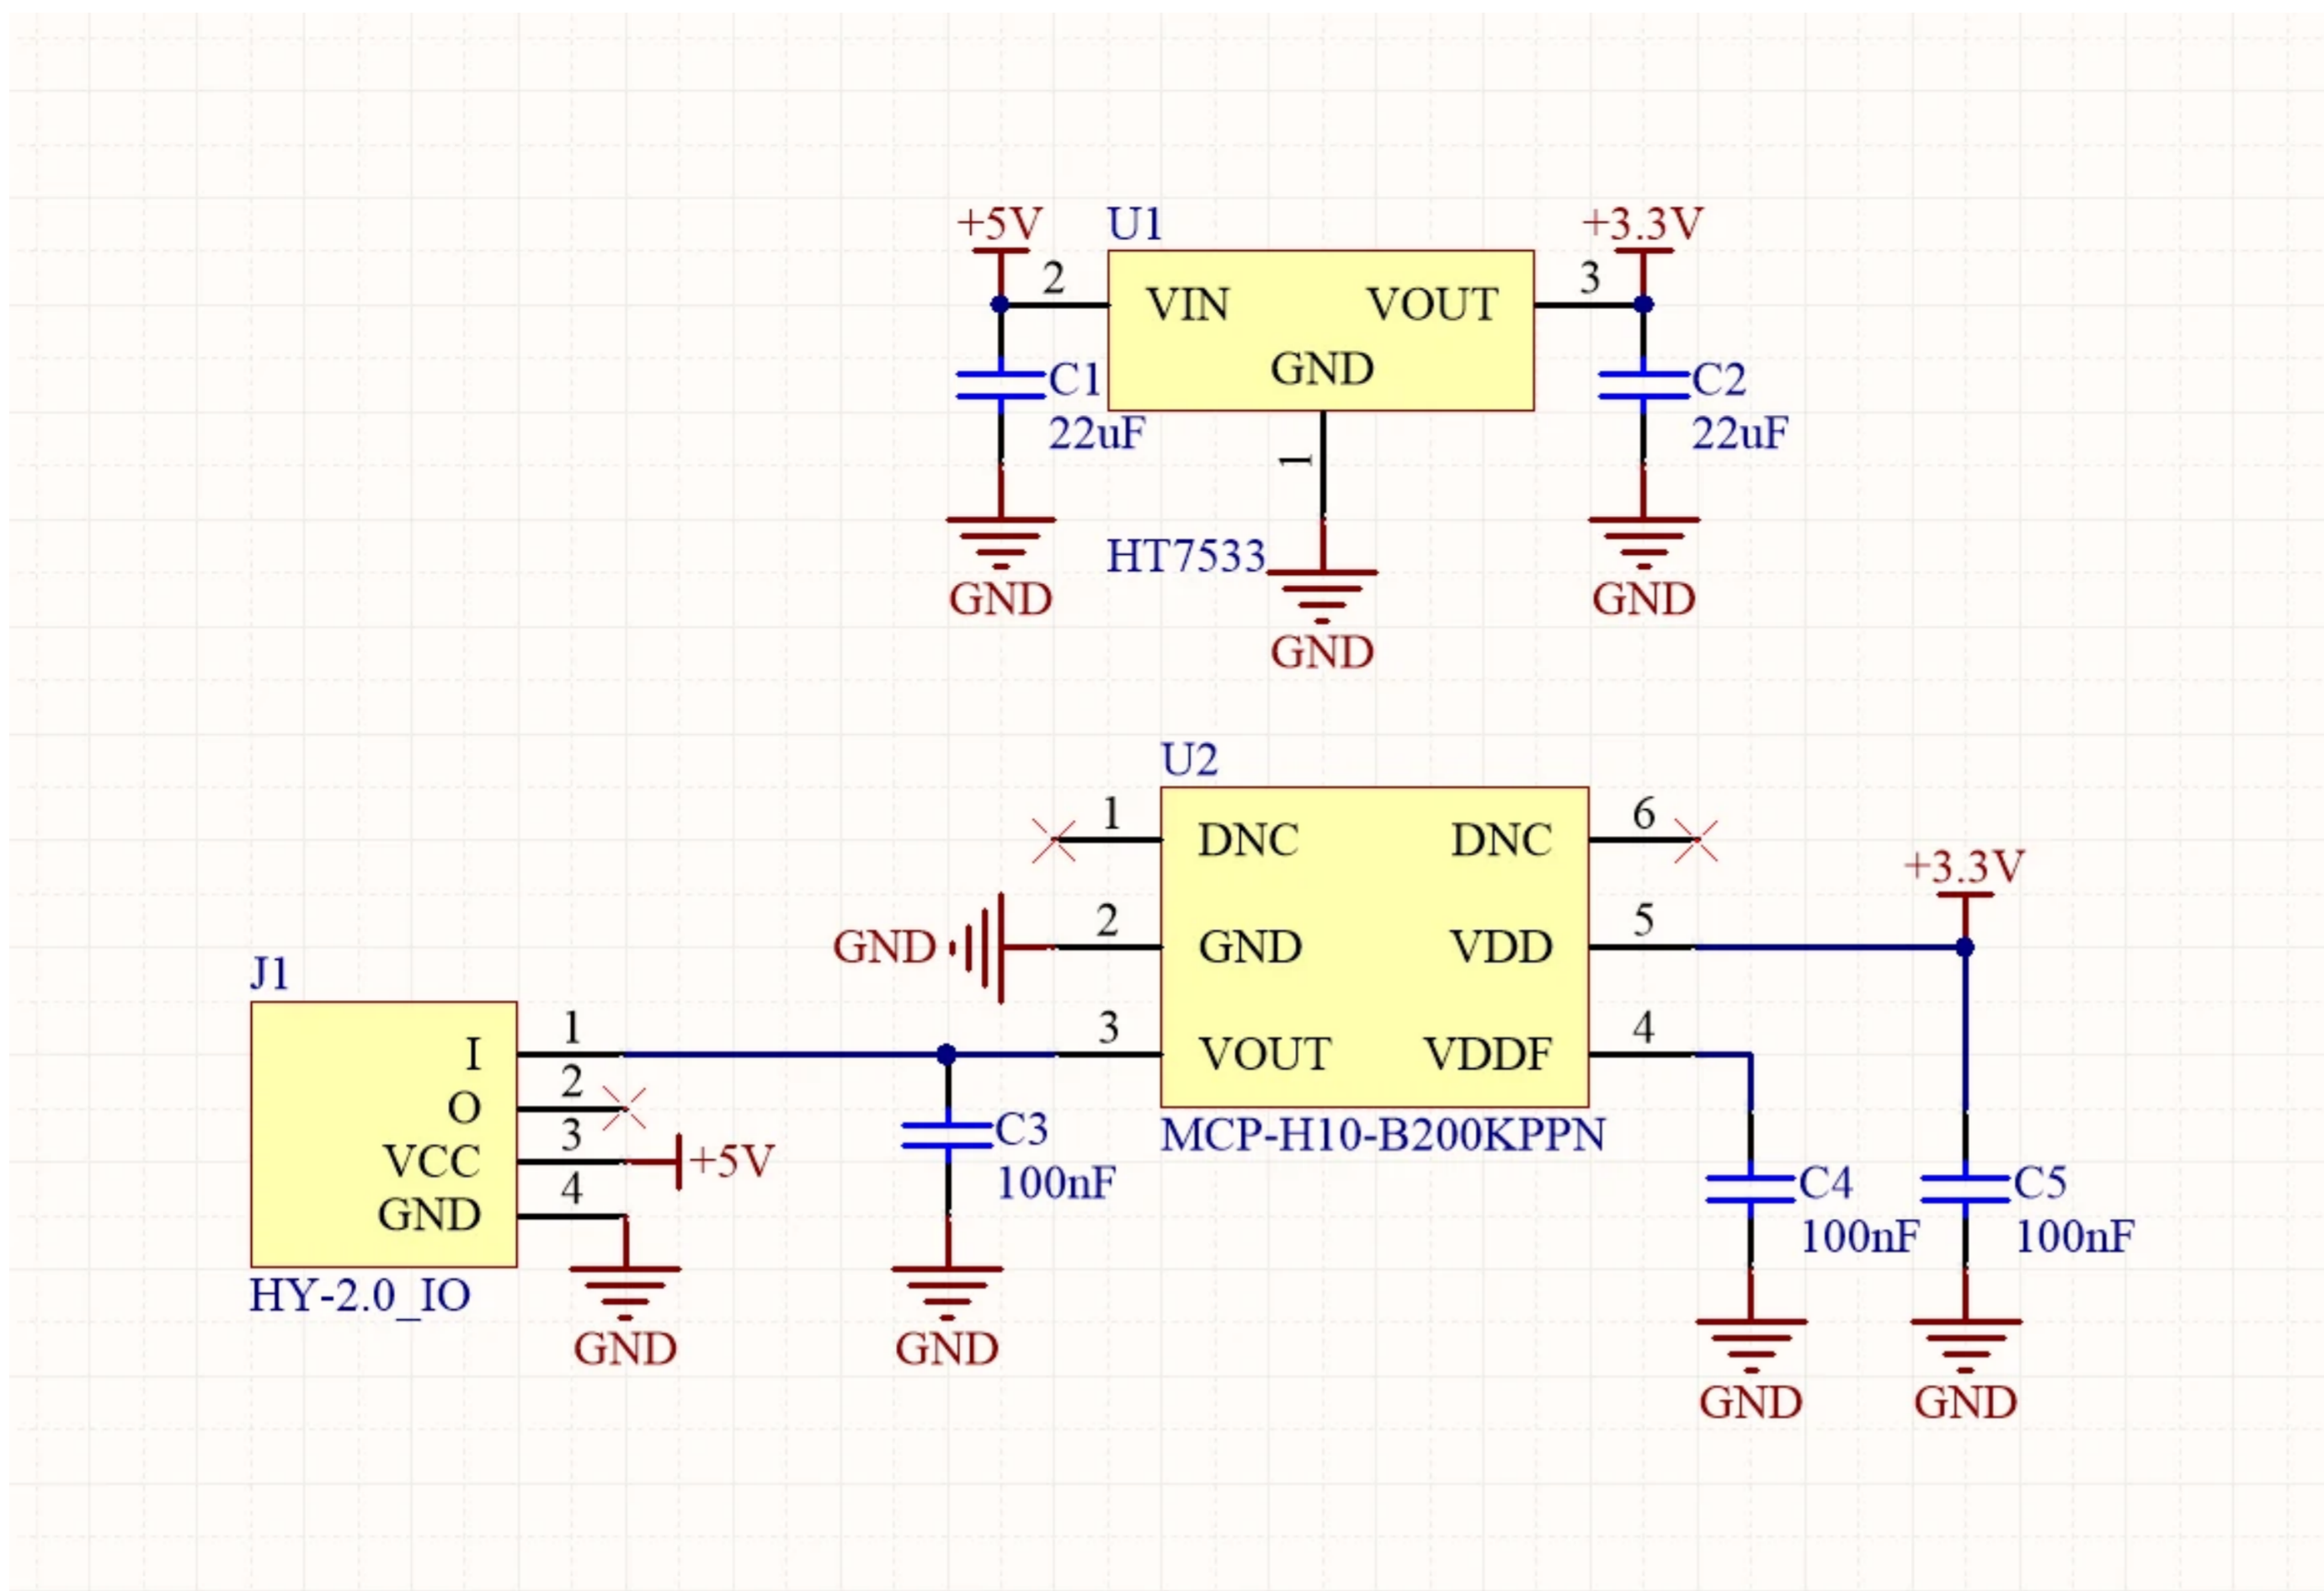 +5V
U1
+3.3V
2
3
VIN
VOUT
GND
C1
22uF
C2
22uF
1
HT7533
GND
GND
GND
U2
1
DNC
DNC
6
+3.3V
2
GND
GND
VDD
5
J1
1
I
3
VOUT
VDDF
4
2
O
3
VCC
+5V
4
GND
C3
100nF
MCP-H10-B200KPPN
C4
100nF
C5
100nF
HY-2.0_IO
GND
GND
GND
GND